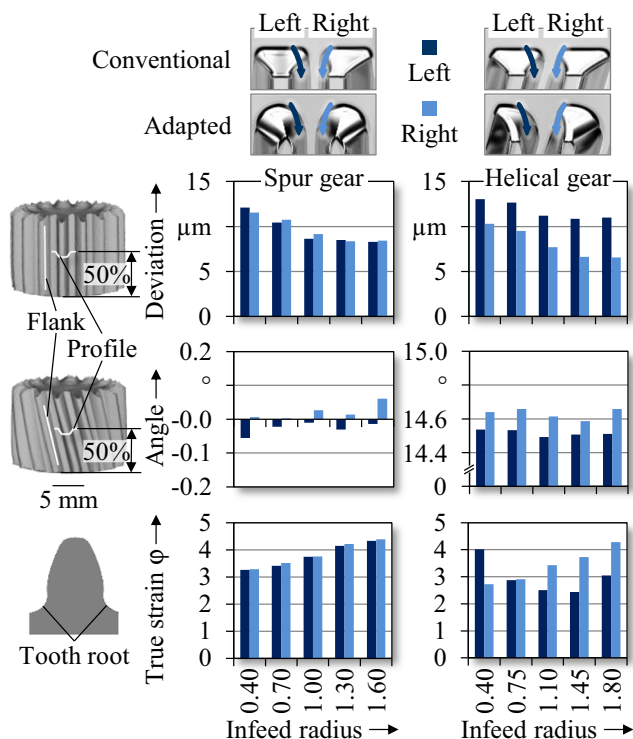 Left Right Left Right
Conventional
Left
Adapted
Right
Spur gear Helical gear
Deviation →
15 µm 10 5 0
15 µm 10 5 0
50%
Flank
Profile
Angle →
0.2 ° -0.0 -0.1 -0.2
15.0 ° 14.6 14.4 0
50%
5 mm
True strain φ →
5 4 3 2 1 0
5 4 3 2 1 0
Tooth root
0.40 0.70 1.00 1.30 1.60
0.40 0.75 1.10 1.45 1.80
Infeed radius → Infeed radius →